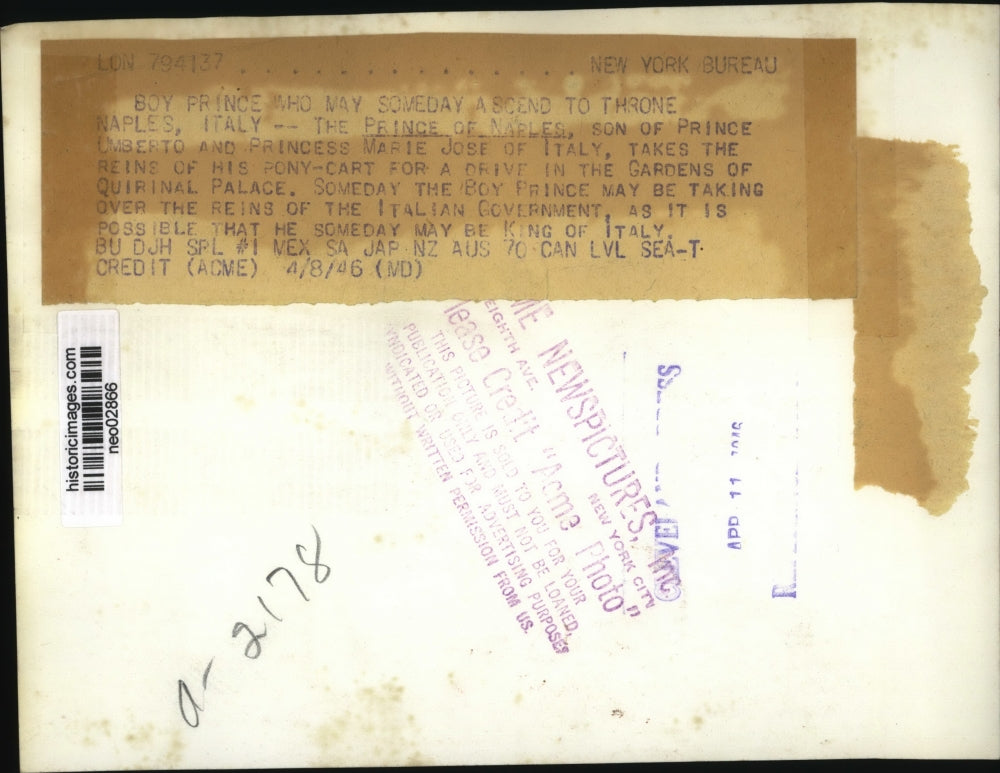 LON 794137 . . . . . . . . . . . . . . . NEW YORK BUREAU
BOY PRINCE WHO MAY SOMEDAY ASCEND TO THRONE
NAPLES, ITALY -- THE PRINCE OF NAPLES, SON OF PRINCE
UMBERTO AND PRINCESS MARIE JOSE OF ITALY, TAKES THE
REINS OF HIS PONY-CART FOR A DRIVE IN THE GARDENS OF
QUIRINAL PALACE. SOMEDAY THE BOY PRINCE MAY BE TAKING
OVER THE REINS OF THE ITALIAN GOVERNMENT, AS IT IS
POSSIBLE THAT HE SOMEDAY MAY BE KING OF ITALY.
BU DJH SPL #1 MEX SA JAP NZ AUS 70 CAN LVL SEA-T
CREDIT (ACME) 4/8/46 (MD)
historicimages.com
neo02866
ME NEWSPICTURES, Inc
EIGHTH AVE. NEW YORK CITY
lease Credit "Acme Photo"
THIS PICTURE IS SOLD TO YOU FOR YOUR
PUBLICATION ONLY AND MUST NOT BE LOANED,
YNDICATED OR USED FOR ADVERTISING PURPOSES
WITHOUT WRITTEN PERMISSION FROM US.
APR 11
a-2178